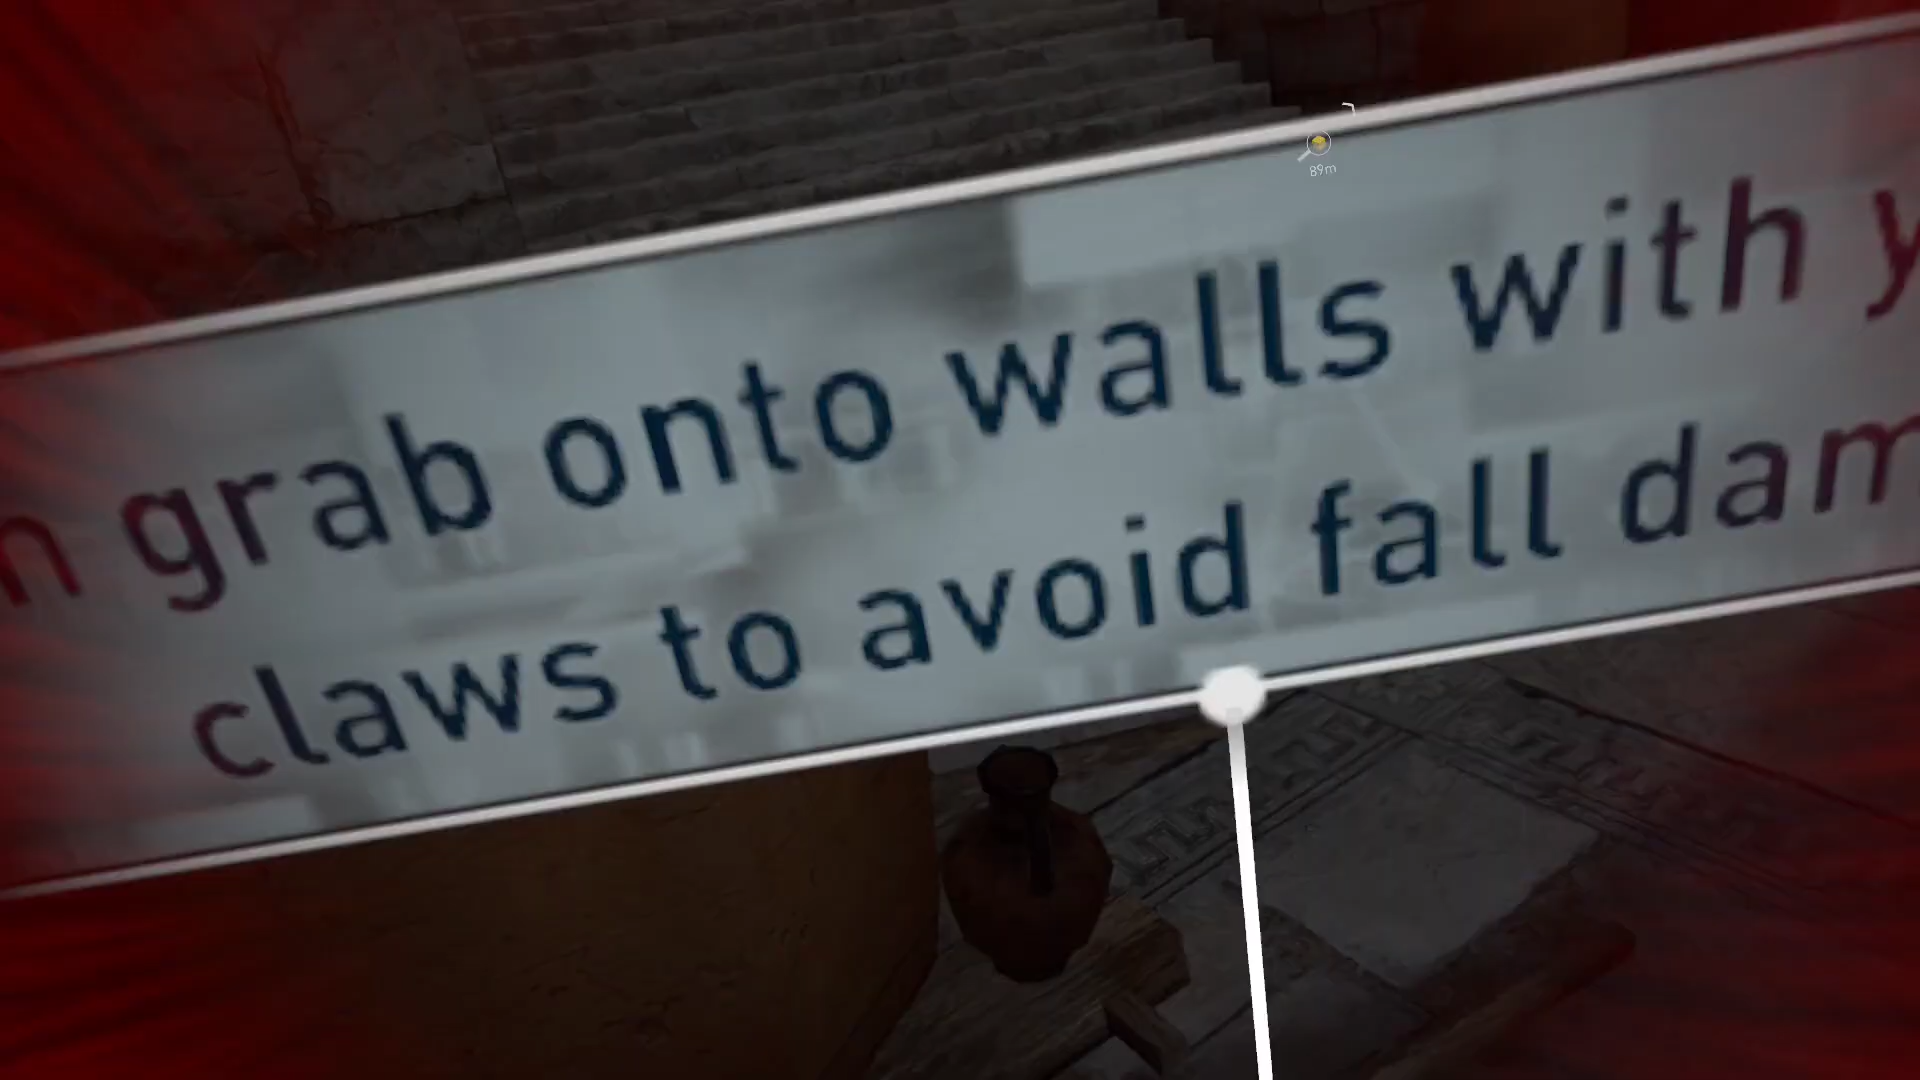 grab onto walls with
claws to avoid fall
89m